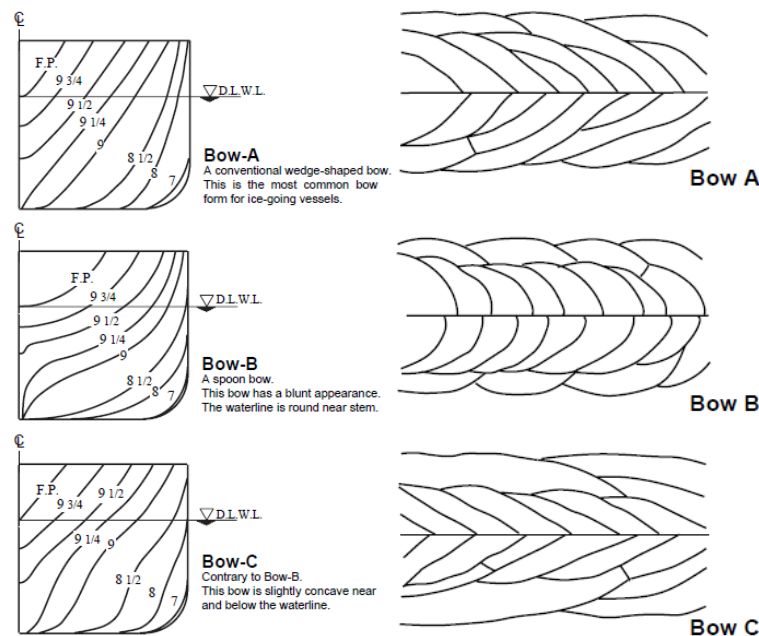 ℄
F.P.
9 3/4
9 1/2
9 1/4
9
8 1/2
8
7
D.L.W.L.
Bow-A
A conventional wedge-shaped bow.
This is the most common bow
form for ice-going vessels.
Bow A
℄
F.P.
9 3/4
9 1/2
9 1/4
9
8 1/2
8
7
D.L.W.L.
Bow-B
A spoon bow.
This bow has a blunt appearance.
The waterline is round near stem.
Bow B
℄
F.P.
9 1/2
9 3/4
9 1/4
9
8 1/2
8
7
D.L.W.L.
Bow-C
Contrary to Bow-B.
This bow is slightly concave near
and below the waterline.
Bow C